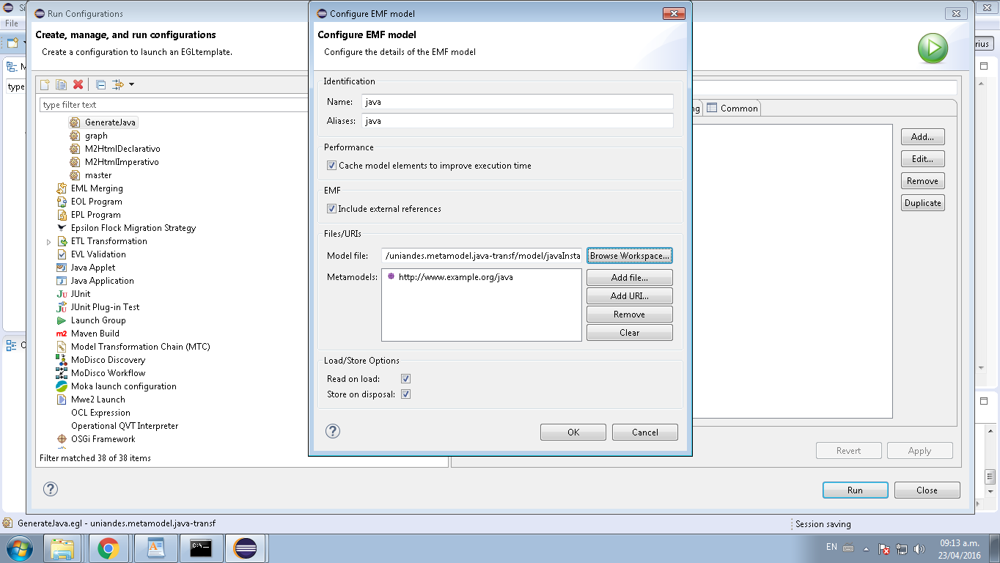 Run Configurations
Configure EMF model
File
Create, manage, and run configurations
Create a configuration to launch an EGLtemplate.
Configure EMF model
Configure the details of the EMF model
type filter text
GenerateJava
graph
M2HtmlDeclarativo
M2HtmlImperativo
master
EML Merging
EOL Program
EPL Program
Epsilon Flock Migration Strategy
ETL Transformation
EVL Validation
Java Applet
Java Application
JUnit
JUnit Plug-in Test
Launch Group
Maven Build
Model Transformation Chain (MTC)
MoDisco Discovery
MoDisco Workflow
Moka launch configuration
Mwe2 Launch
OCL Expression
Operational QVT Interpreter
OSGi Framework
Filter matched 38 of 38 items
Identification
Name: java
Aliases: java
Performance
Cache model elements to improve execution time
EMF
Include external references
Files/URIs
Model file: /uniandes.metamodel.java-transf/model/javaInsta Browse Workspace...
Metamodels: http://www.example.org/java
Add file...
Add URI...
Remove
Clear
Load/Store Options
Read on load:
Store on disposal:
OK Cancel
Common
Add...
Edit...
Remove
Duplicate
Revert Apply
Run Close
GenerateJava.egl - uniandes.metamodel.java-transf
Session saving
EN
09:13 a.m.
23/04/2016